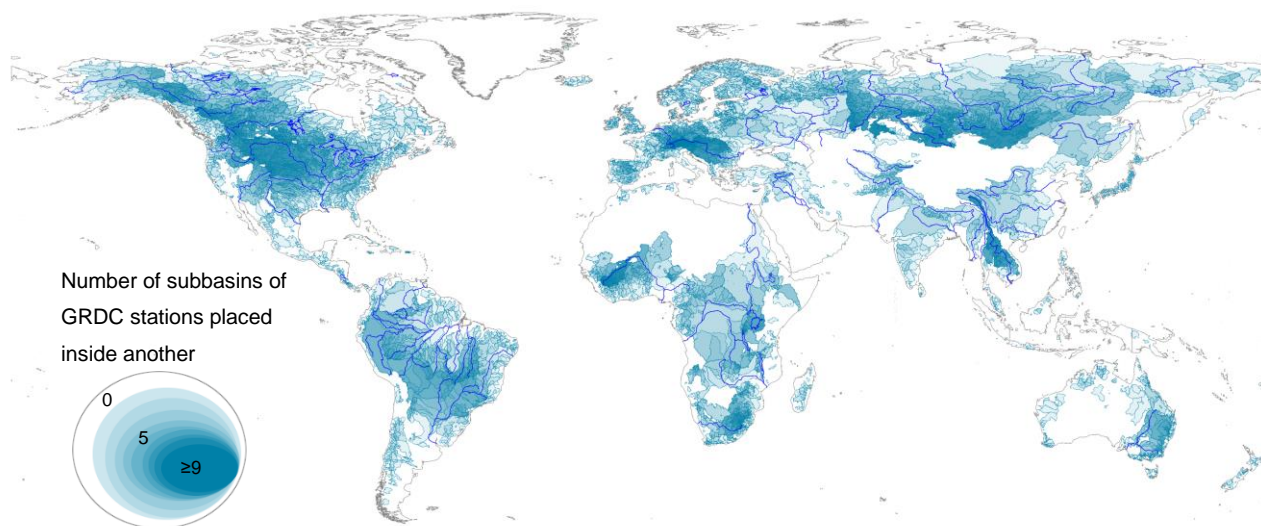 Number of subbasins of
GRDC stations placed
inside another
0
5
≥9